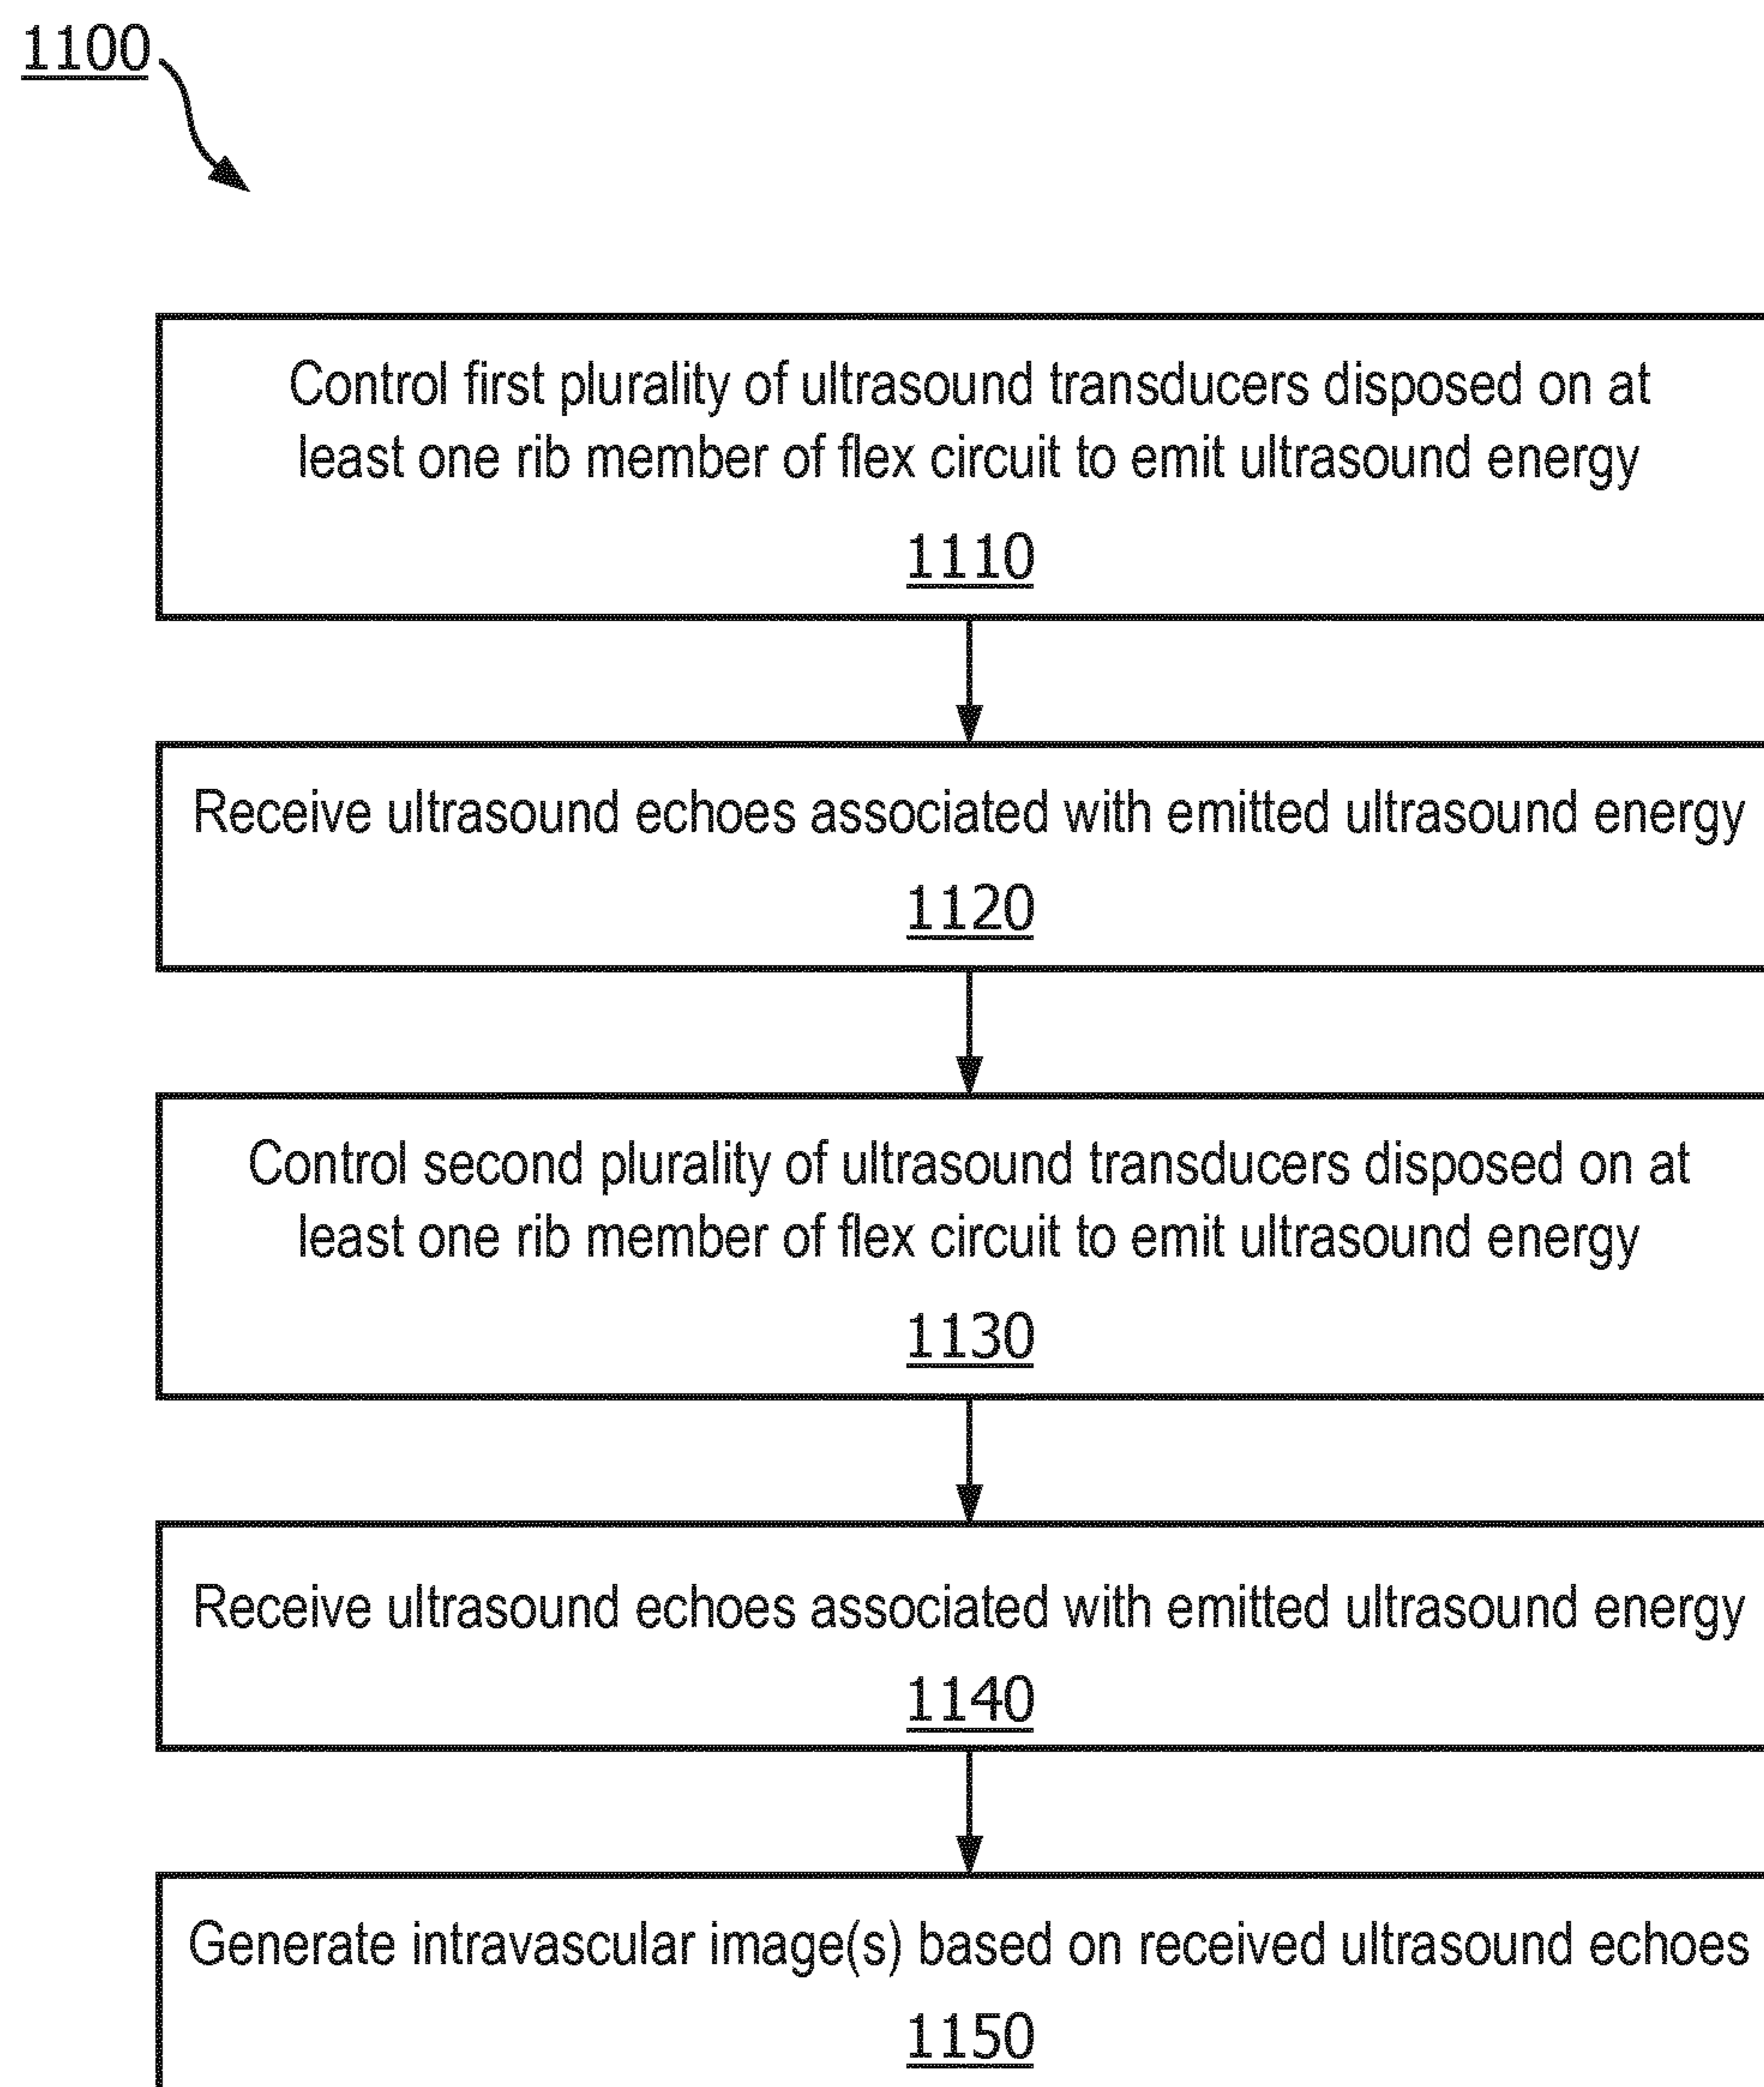 1100
Control first plurality of ultrasound transducers disposed on at
least one rib member of flex circuit to emit ultrasound energy
1110
Receive ultrasound echoes associated with emitted ultrasound energy
1120
Control second plurality of ultrasound transducers disposed on at
least one rib member of flex circuit to emit ultrasound energy
1130
Receive ultrasound echoes associated with emitted ultrasound energy
1140
Generate intravascular image(s) based on received ultrasound echoes
1150